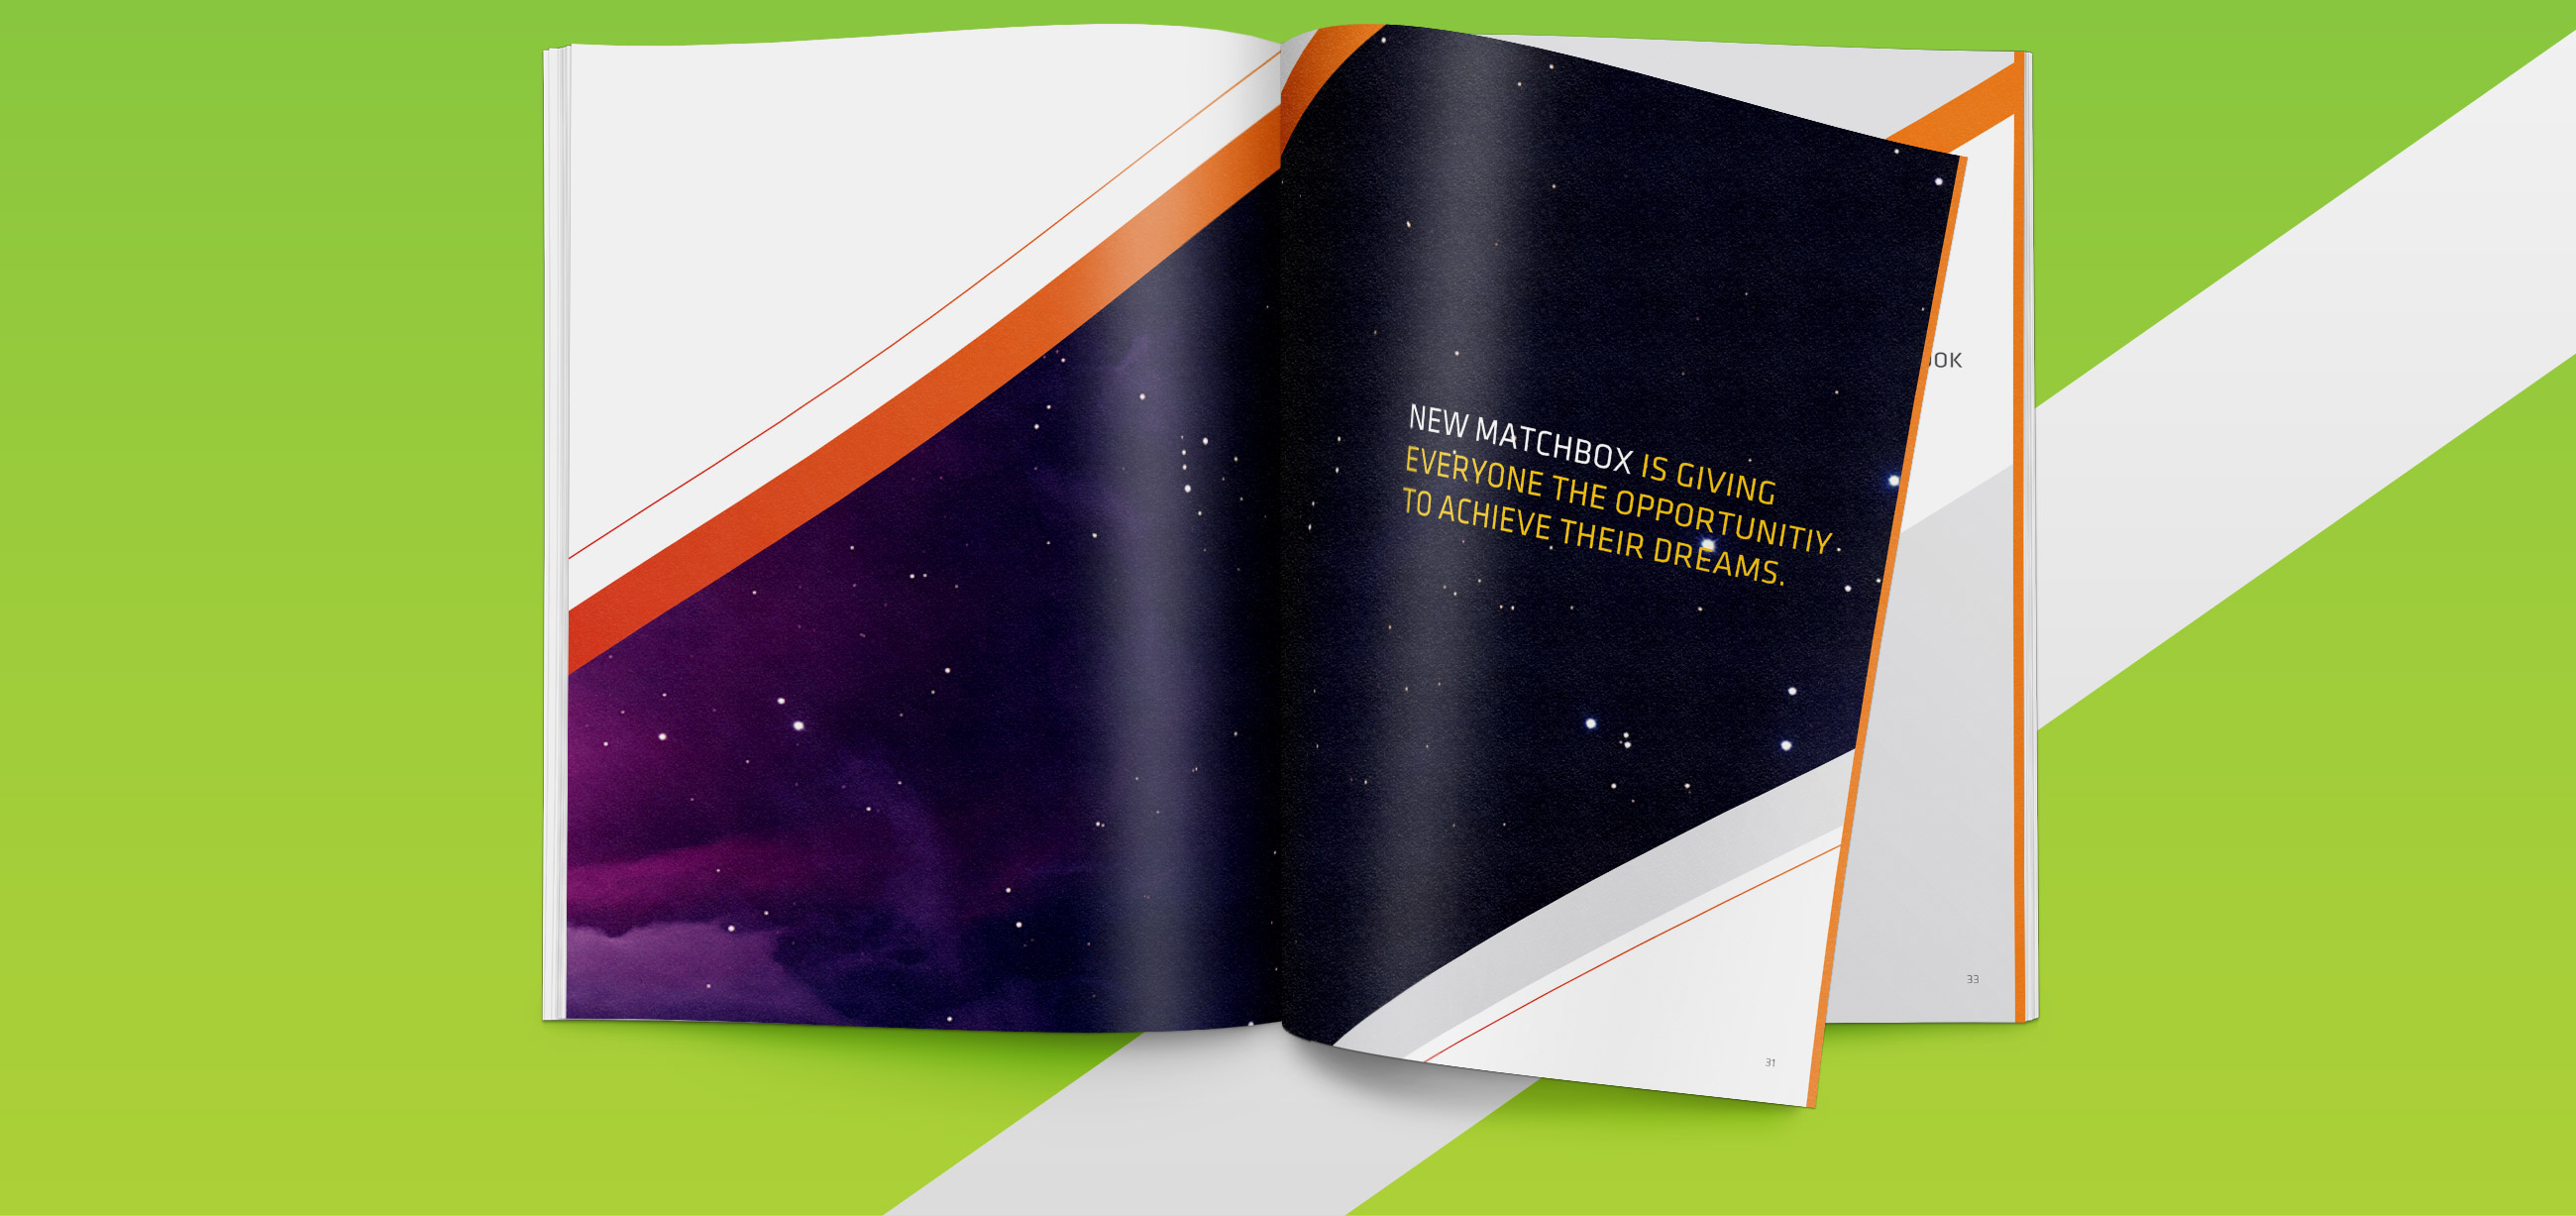 NEW MATCHBOX IS GIVING
EVERYONE THE OPPORTUNITIY
TO ACHIEVE THEIR DREAMS.
31
33